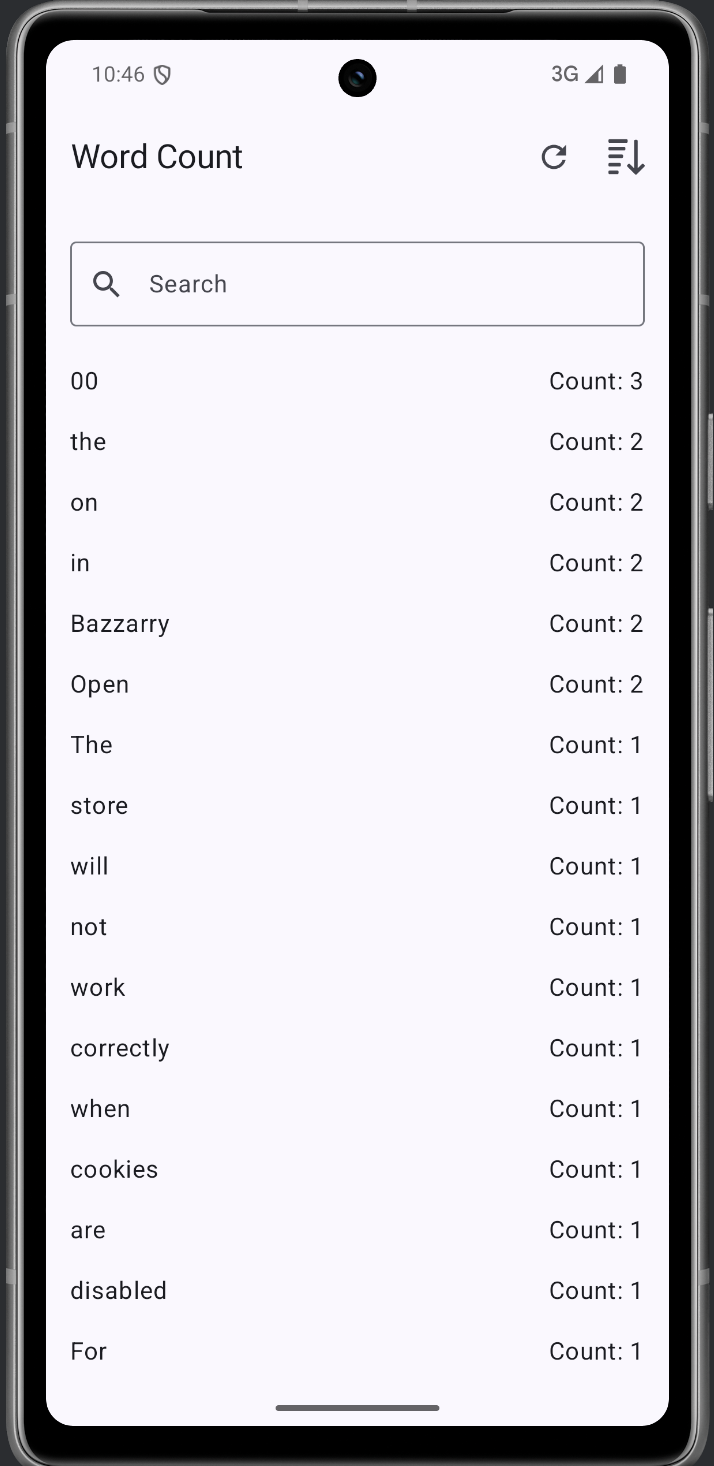 10:46 3G
Word Count
Search
00 Count: 3
the Count: 2
on Count: 2
in Count: 2
Bazzarry Count: 2
Open Count: 2
The Count: 1
store Count: 1
will Count: 1
not Count: 1
work Count: 1
correctly Count: 1
when Count: 1
cookies Count: 1
are Count: 1
disabled Count: 1
For Count: 1